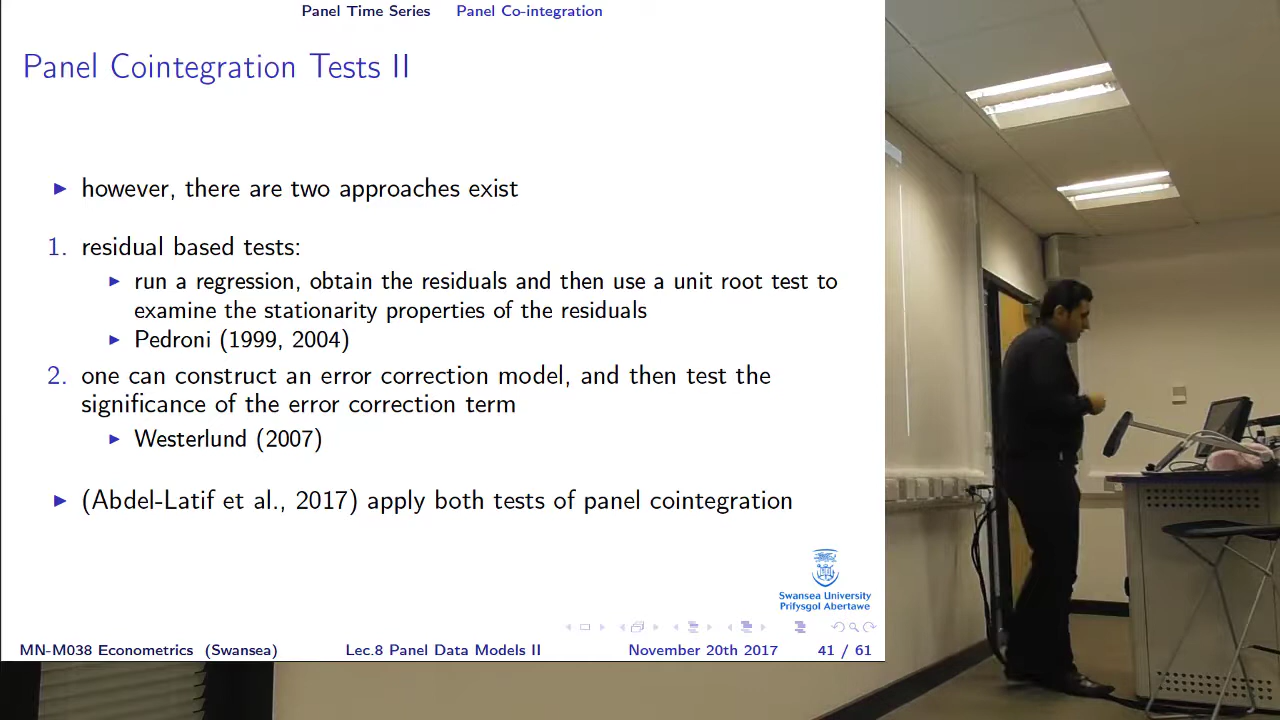 Panel Time Series Panel Co-integration
Panel Cointegration Tests II
however, there are two approaches exist
1. residual based tests:
run a regression, obtain the residuals and then use a unit root test to
examine the stationarity properties of the residuals
Pedroni (1999, 2004)
2. one can construct an error correction model, and then test the
significance of the error correction term
Westerlund (2007)
(Abdel-Latif et al., 2017) apply both tests of panel cointegration
Swansea University
Prifysgol Abertawe
MN-M038 Econometrics (Swansea) Lec.8 Panel Data Models II November 20th 2017 41 / 61